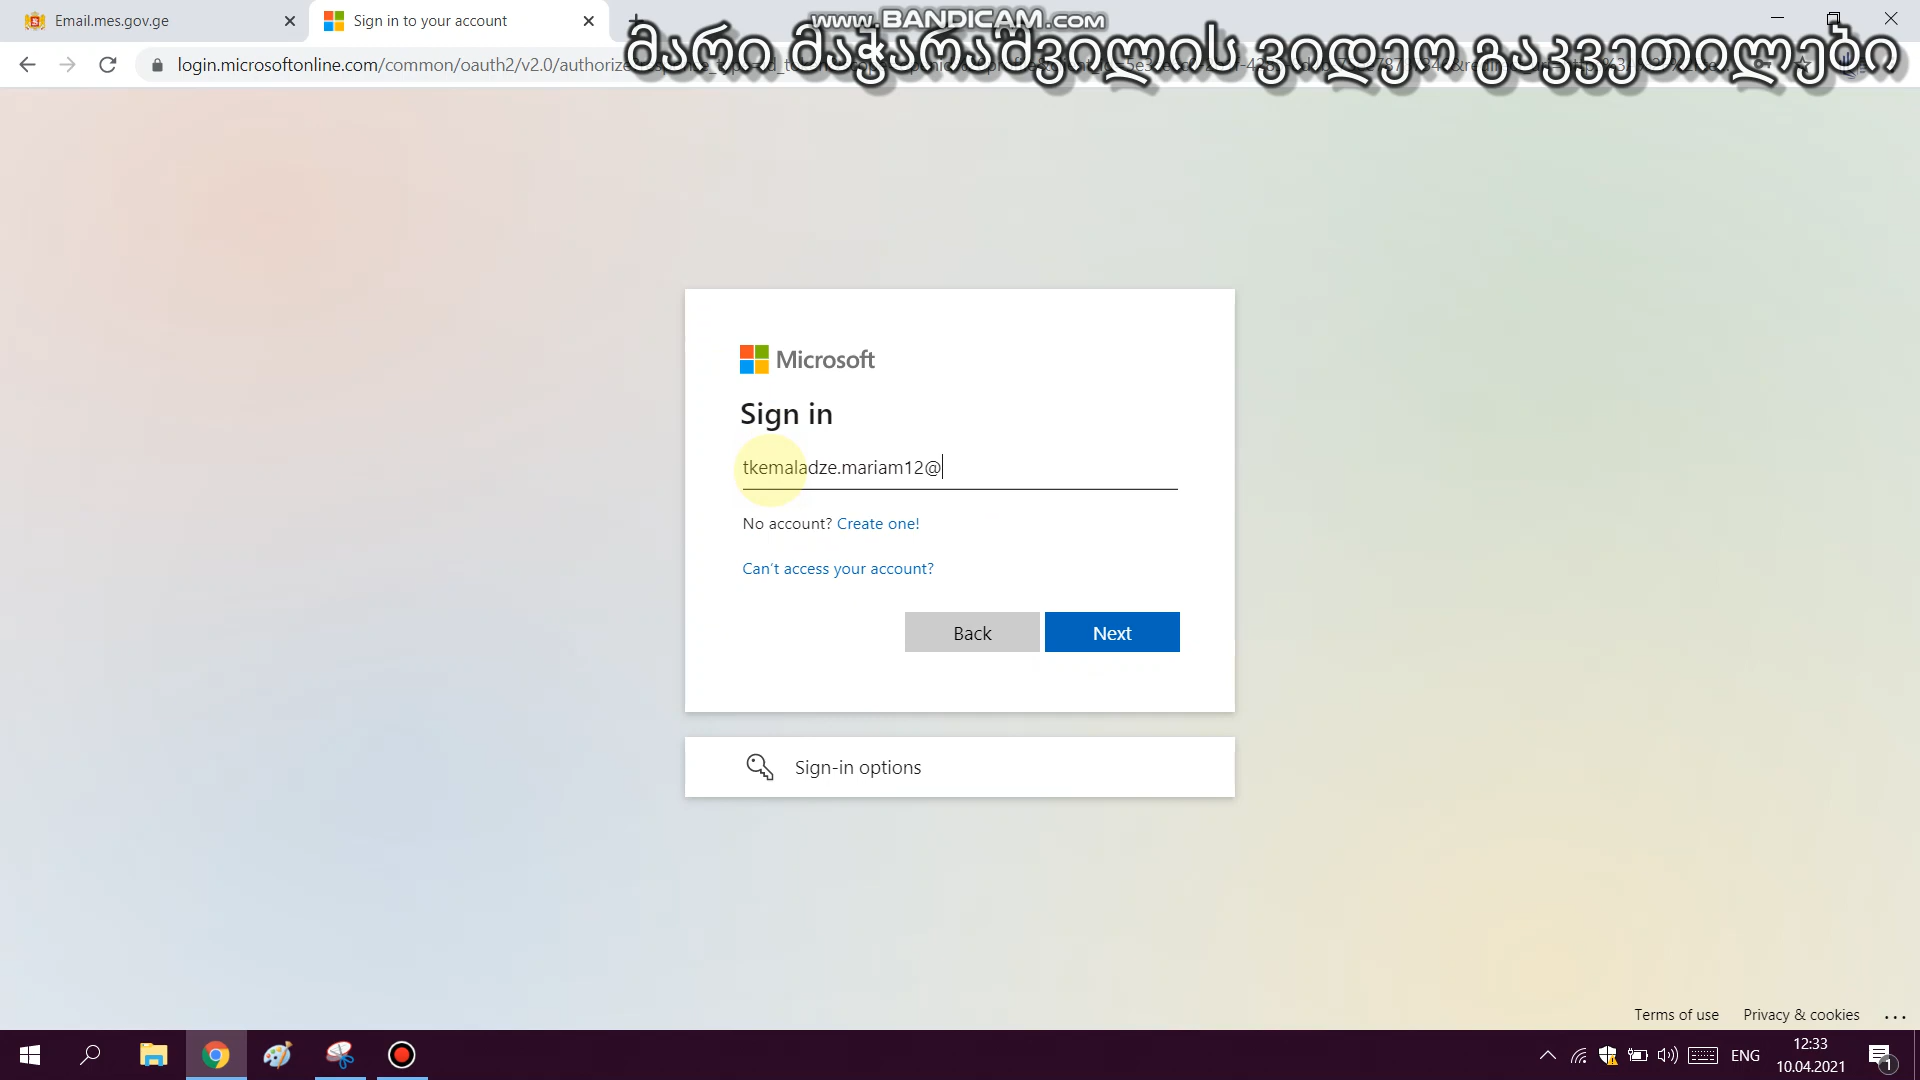 Email.mes.gov.ge
Sign in to your account
www.BANDICAM.com
მარი მაჭარაშვილის ვიდეო გაკვეთილები
login.microsoftonline.com/common/oauth2/v2.0/authorize
Microsoft
Sign in
tkemaladze.mariam12@
No account? Create one!
Can't access your account?
Back
Next
Sign-in options
Terms of use
Privacy & cookies
...
ENG
12:33
10.04.2021
1